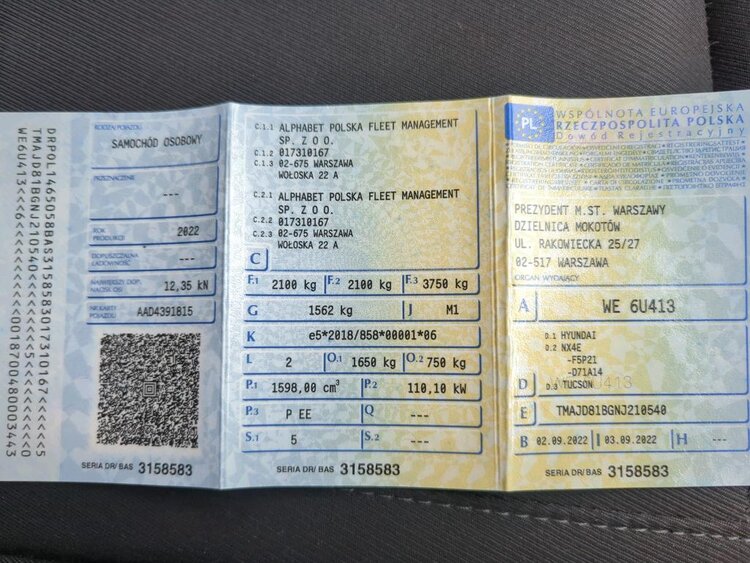 DRPOL1465058BAS31585830173101​67<<<<<<5
TMAJD81BGNJ210540<<<<<<
RODZAJ POJAZDU
SAMOCHÓD OSOBOWY
PRZEZNACZENIE
---
ROK PRODUKCJI
2022
DOPUSZCZALNA ŁADOWNOŚĆ
---
NAJWIĘKSZY DOP. NACISK OSI
12,35 kN
NR KARTY POJAZDU
AAD4391815
SERIA DR/ BAS 3158583
C.1.1 ALPHABET POLSKA FLEET MANAGEMENT
SP. Z O O.
C.1.2 017310167
C.1.3 02-675 WARSZAWA
WOŁOSKA 22 A
C.2.1 ALPHABET POLSKA FLEET MANAGEMENT
SP. Z O O.
C.2.2 017310167
C.2.3 02-675 WARSZAWA
WOŁOSKA 22 A
C
F.1 2100 kg F.2 2100 kg F.3 3750 kg
G 1562 kg J M1
K e5*2018/858*00001*06
L 2 O.1 1650 kg O.2 750 kg
P.1 1598,00 cm³ P.2 110,10 kW
P.3 P EE Q ---
S.1 5 S.2 ---
SERIA DR/ BAS 3158583
PL
WSPÓLNOTA EUROPEJSKA
RZECZPOSPOLITA POLSKA
Dowód Rejestracyjny
PREZYDENT M.ST. WARSZAWY
DZIELNICA MOKOTÓW
UL. RAKOWIECKA 25/27
02-517 WARSZAWA
ORGAN WYDAJĄCY
A WE 6U413
D.1 HYUNDAI
D.2 NX4E
-F5P21
-D71A14
D D.3 TUCSON
E TMAJD81BGNJ210540
B 02.09.2022 I 03.09.2022 H ---
SERIA DR/ BAS 3158583